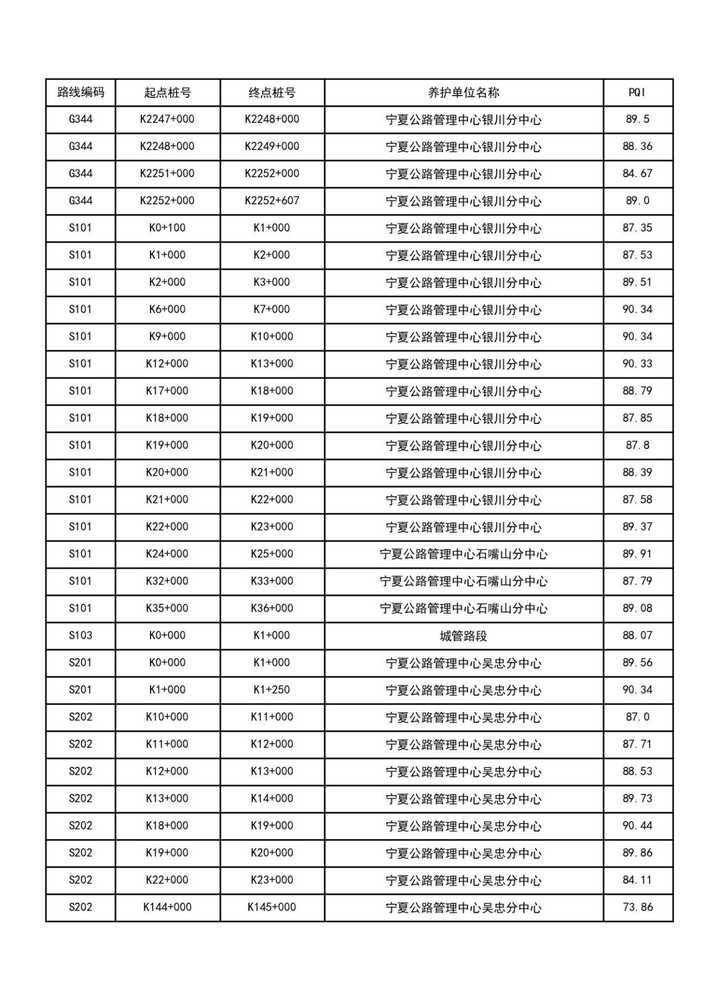 路线编码 起点桩号 终点桩号 养护单位名称 PQI
G344 K2247+000 K2248+000 宁夏公路管理中心银川分中心 89.5
G344 K2248+000 K2249+000 宁夏公路管理中心银川分中心 88.36
G344 K2251+000 K2252+000 宁夏公路管理中心银川分中心 84.67
G344 K2252+000 K2252+607 宁夏公路管理中心银川分中心 89.0
S101 K0+100 K1+000 宁夏公路管理中心银川分中心 87.35
S101 K1+000 K2+000 宁夏公路管理中心银川分中心 87.53
S101 K2+000 K3+000 宁夏公路管理中心银川分中心 89.51
S101 K6+000 K7+000 宁夏公路管理中心银川分中心 90.34
S101 K9+000 K10+000 宁夏公路管理中心银川分中心 90.34
S101 K12+000 K13+000 宁夏公路管理中心银川分中心 90.33
S101 K17+000 K18+000 宁夏公路管理中心银川分中心 88.79
S101 K18+000 K19+000 宁夏公路管理中心银川分中心 87.85
S101 K19+000 K20+000 宁夏公路管理中心银川分中心 87.8
S101 K20+000 K21+000 宁夏公路管理中心银川分中心 88.39
S101 K21+000 K22+000 宁夏公路管理中心银川分中心 87.58
S101 K22+000 K23+000 宁夏公路管理中心银川分中心 89.37
S101 K24+000 K25+000 宁夏公路管理中心石嘴山分中心 89.91
S101 K32+000 K33+000 宁夏公路管理中心石嘴山分中心 87.79
S101 K35+000 K36+000 宁夏公路管理中心石嘴山分中心 89.08
S103 K0+000 K1+000 城管路段 88.07
S201 K0+000 K1+000 宁夏公路管理中心吴忠分中心 89.56
S201 K1+000 K1+250 宁夏公路管理中心吴忠分中心 90.34
S202 K10+000 K11+000 宁夏公路管理中心吴忠分中心 87.0
S202 K11+000 K12+000 宁夏公路管理中心吴忠分中心 87.71
S202 K12+000 K13+000 宁夏公路管理中心吴忠分中心 88.53
S202 K13+000 K14+000 宁夏公路管理中心吴忠分中心 89.73
S202 K18+000 K19+000 宁夏公路管理中心吴忠分中心 90.44
S202 K19+000 K20+000 宁夏公路管理中心吴忠分中心 89.86
S202 K22+000 K23+000 宁夏公路管理中心吴忠分中心 84.11
S202 K144+000 K145+000 宁夏公路管理中心吴忠分中心 73.86